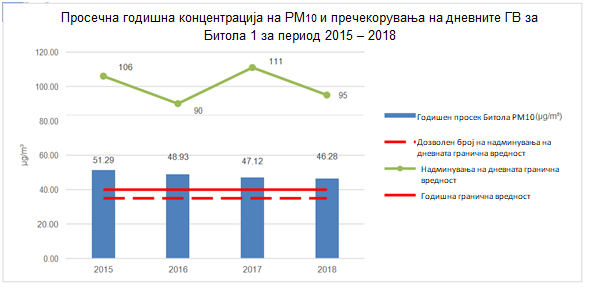 Просечна годишна концентрација на РМ10 и пречекорувања на дневните ГВ за
Битола 1 за период 2015 – 2018
120.00
100.00
80.00
60.00
40.00
20.00
0.00
µg/m³
106
90
111
95
51.29
48.93
47.12
46.28
2015
2016
2017
2018
Годишен просек Битола РМ10(µg/m³)
Дозволен број на надминувања на
дневната гранична вредност
Надминувања на дневната гранична
вредност
Годишна гранична вредност